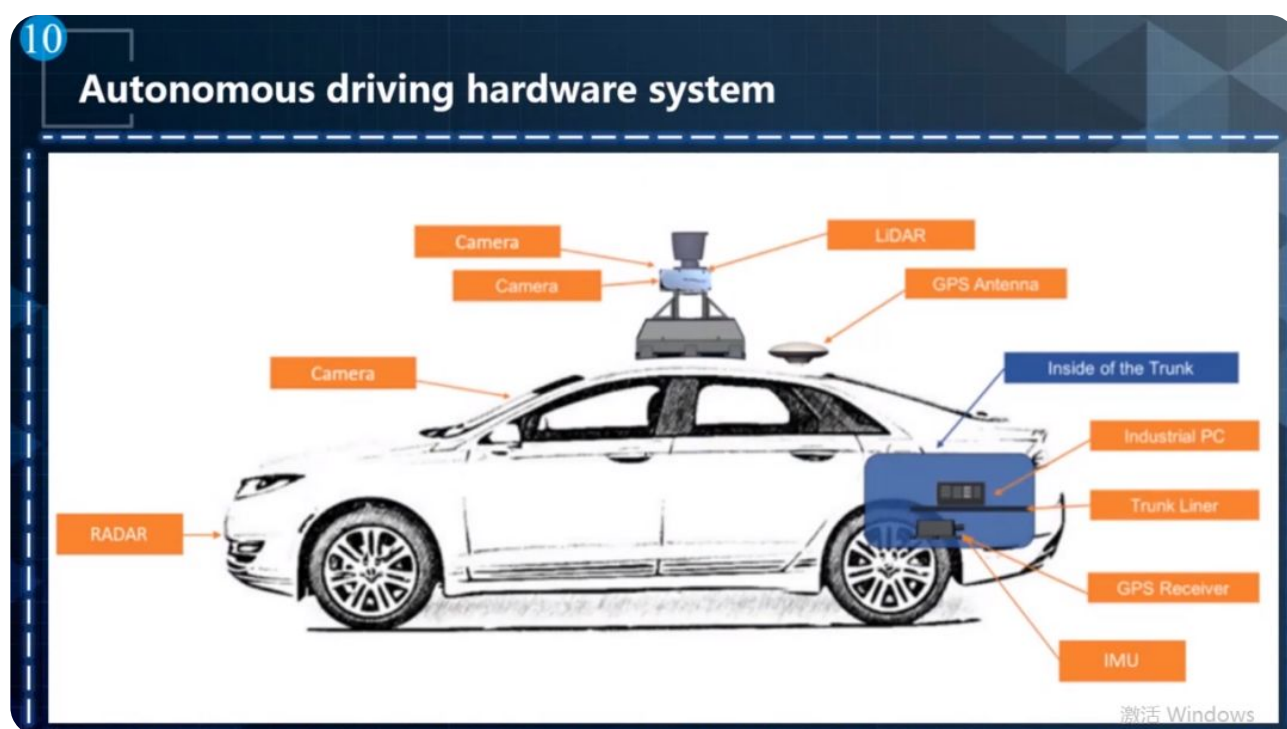 10
Autonomous driving hardware system
Camera
LiDAR
Camera
GPS Antenna
Camera
Inside of the Trunk
Industrial PC
Trunk Liner
RADAR
GPS Receiver
IMU
激活 Windows